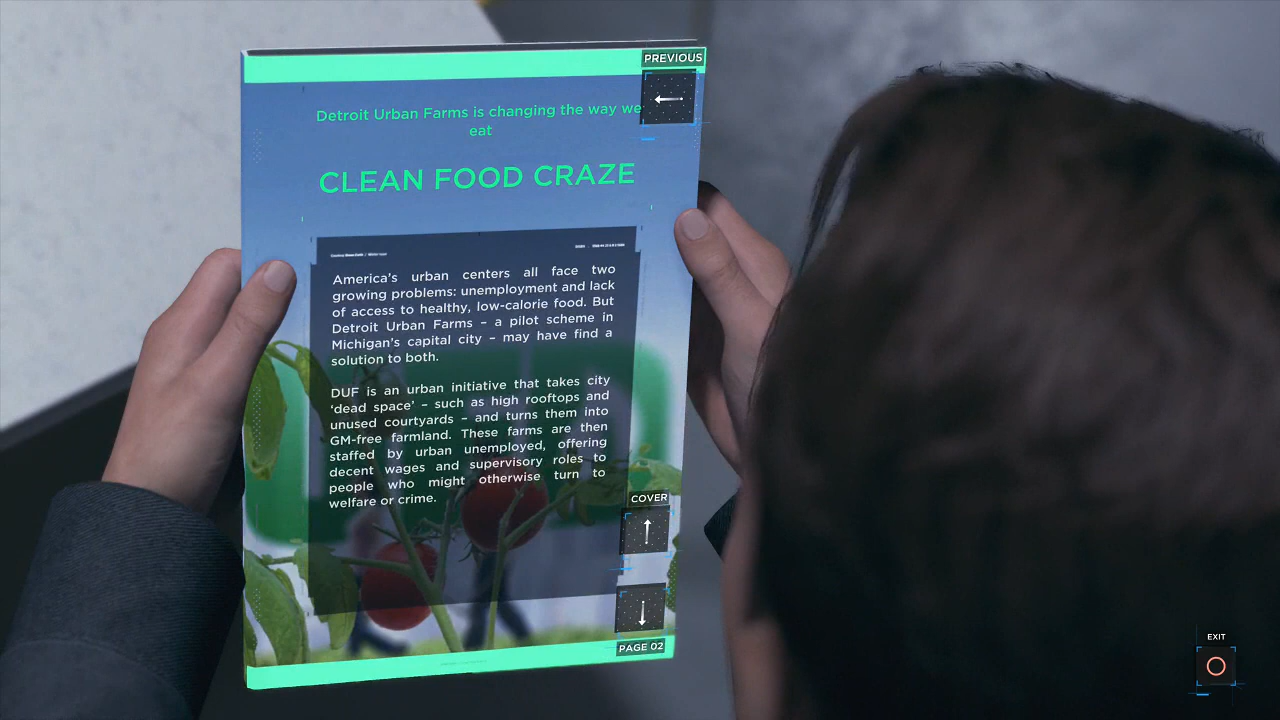 PREVIOUS
Detroit Urban Farms is changing the way we
eat
CLEAN FOOD CRAZE
America's urban centers all face two
growing problems: unemployment and lack
of access to healthy, low-calorie food. But
Detroit Urban Farms – a pilot scheme in
Michigan's capital city – may have find a
solution to both.
DUF is an urban initiative that takes city
'dead space' – such as high rooftops and
unused courtyards – and turns them into
GM-free farmland. These farms are then
staffed by urban unemployed, offering
decent wages and supervisory roles to
people who might otherwise turn to
welfare or crime.
COVER
PAGE 02
EXIT